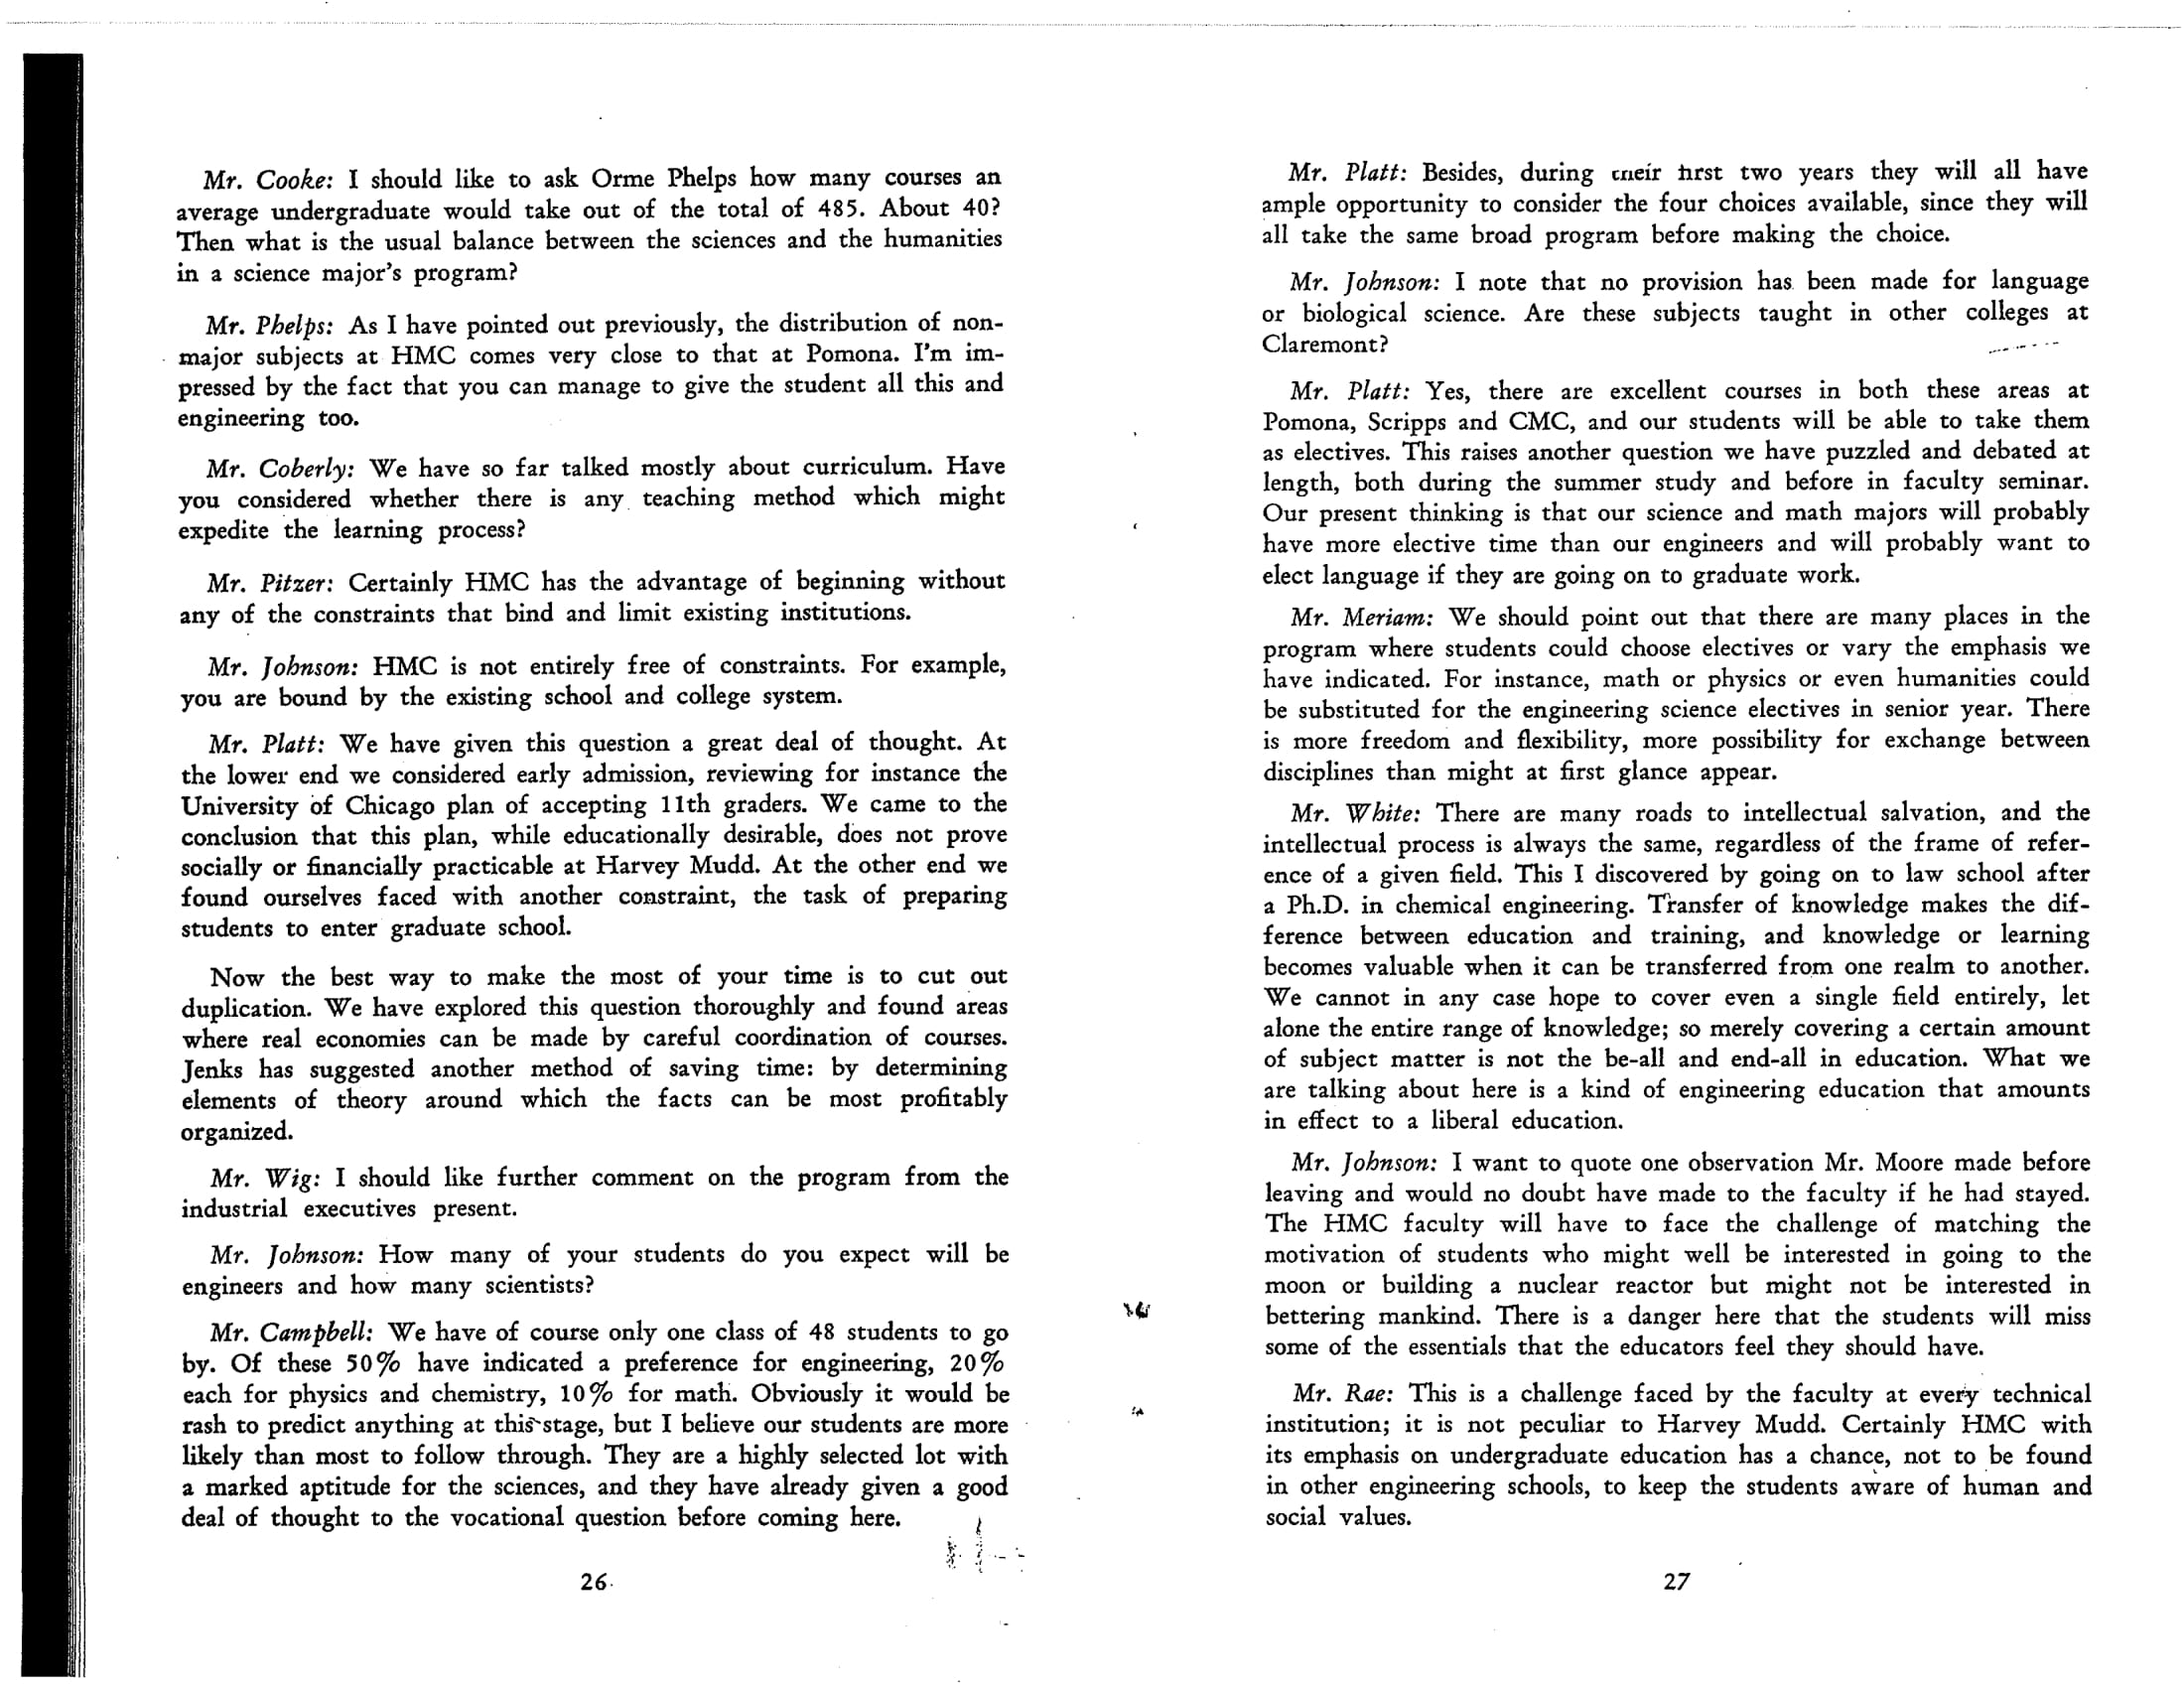 Mr. Cooke: I should like to ask Orme Phelps how many courses an
average undergraduate would take out of the total of 485. About 40?
Then what is the usual balance between the sciences and the humanities
in a science major's program?
Mr. Phelps: As I have pointed out previously, the distribution of non-
major subjects at HMC comes very close to that at Pomona. I'm im-
pressed by the fact that you can manage to give the student all this and
engineering too.
Mr. Coberly: We have so far talked mostly about curriculum. Have
you considered whether there is any teaching method which might
expedite the learning process?
Mr. Pitzer: Certainly HMC has the advantage of beginning without
any of the constraints that bind and limit existing institutions.
Mr. Johnson: HMC is not entirely free of constraints. For example,
you are bound by the existing school and college system.
Mr. Platt: We have given this question a great deal of thought. At
the lower end we considered early admission, reviewing for instance the
University of Chicago plan of accepting 11th graders. We came to the
conclusion that this plan, while educationally desirable, does not prove
socially or financially practicable at Harvey Mudd. At the other end we
found ourselves faced with another constraint, the task of preparing
students to enter graduate school.
Now the best way to make the most of your time is to cut out
duplication. We have explored this question thoroughly and found areas
where real economies can be made by careful coordination of courses.
Jenks has suggested another method of saving time: by determining
elements of theory around which the facts can be most profitably
organized.
Mr. Wig: I should like further comment on the program from the
industrial executives present.
Mr. Johnson: How many of your students do you expect will be
engineers and how many scientists?
Mr. Campbell: We have of course only one class of 48 students to go
by. Of these 50% have indicated a preference for engineering, 20%
each for physics and chemistry, 10% for math. Obviously it would be
rash to predict anything at this stage, but I believe our students are more
likely than most to follow through. They are a highly selected lot with
a marked aptitude for the sciences, and they have already given a good
deal of thought to the vocational question before coming here.
26
Mr. Platt: Besides, during their first two years they will all have
ample opportunity to consider the four choices available, since they will
all take the same broad program before making the choice.
Mr. Johnson: I note that no provision has been made for language
or biological science. Are these subjects taught in other colleges at
Claremont?
Mr. Platt: Yes, there are excellent courses in both these areas at
Pomona, Scripps and CMC, and our students will be able to take them
as electives. This raises another question we have puzzled and debated at
length, both during the summer study and before in faculty seminar.
Our present thinking is that our science and math majors will probably
have more elective time than our engineers and will probably want to
elect language if they are going on to graduate work.
Mr. Meriam: We should point out that there are many places in the
program where students could choose electives or vary the emphasis we
have indicated. For instance, math or physics or even humanities could
be substituted for the engineering science electives in senior year. There
is more freedom and flexibility, more possibility for exchange between
disciplines than might at first glance appear.
Mr. White: There are many roads to intellectual salvation, and the
intellectual process is always the same, regardless of the frame of refer-
ence of a given field. This I discovered by going on to law school after
a Ph.D. in chemical engineering. Transfer of knowledge makes the dif-
ference between education and training, and knowledge or learning
becomes valuable when it can be transferred from one realm to another.
We cannot in any case hope to cover even a single field entirely, let
alone the entire range of knowledge; so merely covering a certain amount
of subject matter is not the be-all and end-all in education. What we
are talking about here is a kind of engineering education that amounts
in effect to a liberal education.
Mr. Johnson: I want to quote one observation Mr. Moore made before
leaving and would no doubt have made to the faculty if he had stayed.
The HMC faculty will have to face the challenge of matching the
motivation of students who might well be interested in going to the
moon or building a nuclear reactor but might not be interested in
bettering mankind. There is a danger here that the students will miss
some of the essentials that the educators feel they should have.
Mr. Rae: This is a challenge faced by the faculty at every technical
institution; it is not peculiar to Harvey Mudd. Certainly HMC with
its emphasis on undergraduate education has a chance, not to be found
in other engineering schools, to keep the students aware of human and
social values.
27